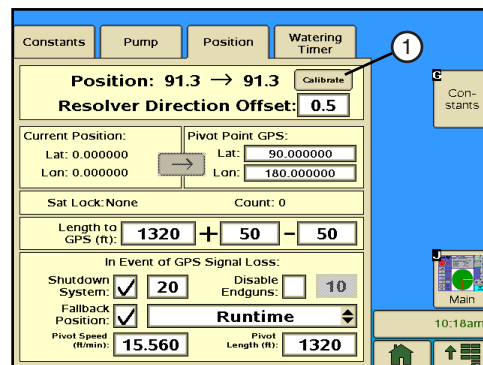 Constants
Pump
Position
Watering
Timer
1
Position: 91.3 → 91.3
Calibrate
Resolver Direction Offset: 0.5
G
Con-
stants
Current Position:
Lat: 0.000000
Lon: 0.000000
→
Pivot Point GPS:
Lat: 90.000000
Lon: 180.000000
Sat Lock: None
Count: 0
Length to
GPS (ft): 1320 + 50 - 50
In Event of GPS Signal Loss:
Shutdown
System: ✓ 20
Disable
Endguns: 10
Fallback
Position: ✓ Runtime
Pivot Speed
(ft/min): 15.560
Pivot
Length (ft): 1320
J
Main
10:18am